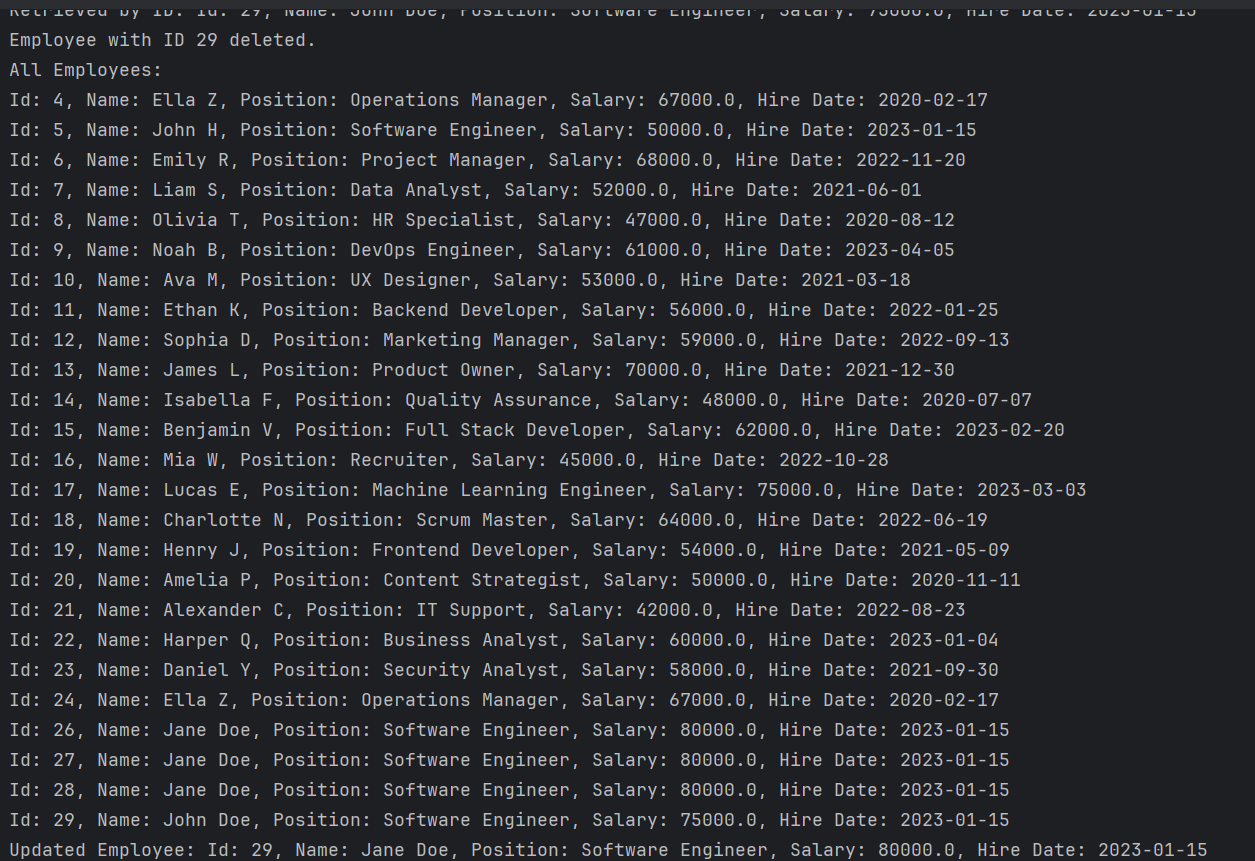 Retrieved by ID: Id: 29, Name: John Doe, Position: Software Engineer, Salary: 75000.0, Hire Date: 2023-01-15
Employee with ID 29 deleted.
All Employees:
Id: 4, Name: Ella Z, Position: Operations Manager, Salary: 67000.0, Hire Date: 2020-02-17
Id: 5, Name: John H, Position: Software Engineer, Salary: 50000.0, Hire Date: 2023-01-15
Id: 6, Name: Emily R, Position: Project Manager, Salary: 68000.0, Hire Date: 2022-11-20
Id: 7, Name: Liam S, Position: Data Analyst, Salary: 52000.0, Hire Date: 2021-06-01
Id: 8, Name: Olivia T, Position: HR Specialist, Salary: 47000.0, Hire Date: 2020-08-12
Id: 9, Name: Noah B, Position: DevOps Engineer, Salary: 61000.0, Hire Date: 2023-04-05
Id: 10, Name: Ava M, Position: UX Designer, Salary: 53000.0, Hire Date: 2021-03-18
Id: 11, Name: Ethan K, Position: Backend Developer, Salary: 56000.0, Hire Date: 2022-01-25
Id: 12, Name: Sophia D, Position: Marketing Manager, Salary: 59000.0, Hire Date: 2022-09-13
Id: 13, Name: James L, Position: Product Owner, Salary: 70000.0, Hire Date: 2021-12-30
Id: 14, Name: Isabella F, Position: Quality Assurance, Salary: 48000.0, Hire Date: 2020-07-07
Id: 15, Name: Benjamin V, Position: Full Stack Developer, Salary: 62000.0, Hire Date: 2023-02-20
Id: 16, Name: Mia W, Position: Recruiter, Salary: 45000.0, Hire Date: 2022-10-28
Id: 17, Name: Lucas E, Position: Machine Learning Engineer, Salary: 75000.0, Hire Date: 2023-03-03
Id: 18, Name: Charlotte N, Position: Scrum Master, Salary: 64000.0, Hire Date: 2022-06-19
Id: 19, Name: Henry J, Position: Frontend Developer, Salary: 54000.0, Hire Date: 2021-05-09
Id: 20, Name: Amelia P, Position: Content Strategist, Salary: 50000.0, Hire Date: 2020-11-11
Id: 21, Name: Alexander C, Position: IT Support, Salary: 42000.0, Hire Date: 2022-08-23
Id: 22, Name: Harper Q, Position: Business Analyst, Salary: 60000.0, Hire Date: 2023-01-04
Id: 23, Name: Daniel Y, Position: Security Analyst, Salary: 58000.0, Hire Date: 2021-09-30
Id: 24, Name: Ella Z, Position: Operations Manager, Salary: 67000.0, Hire Date: 2020-02-17
Id: 26, Name: Jane Doe, Position: Software Engineer, Salary: 80000.0, Hire Date: 2023-01-15
Id: 27, Name: Jane Doe, Position: Software Engineer, Salary: 80000.0, Hire Date: 2023-01-15
Id: 28, Name: Jane Doe, Position: Software Engineer, Salary: 80000.0, Hire Date: 2023-01-15
Id: 29, Name: John Doe, Position: Software Engineer, Salary: 75000.0, Hire Date: 2023-01-15
Updated Employee: Id: 29, Name: Jane Doe, Position: Software Engineer, Salary: 80000.0, Hire Date: 2023-01-15